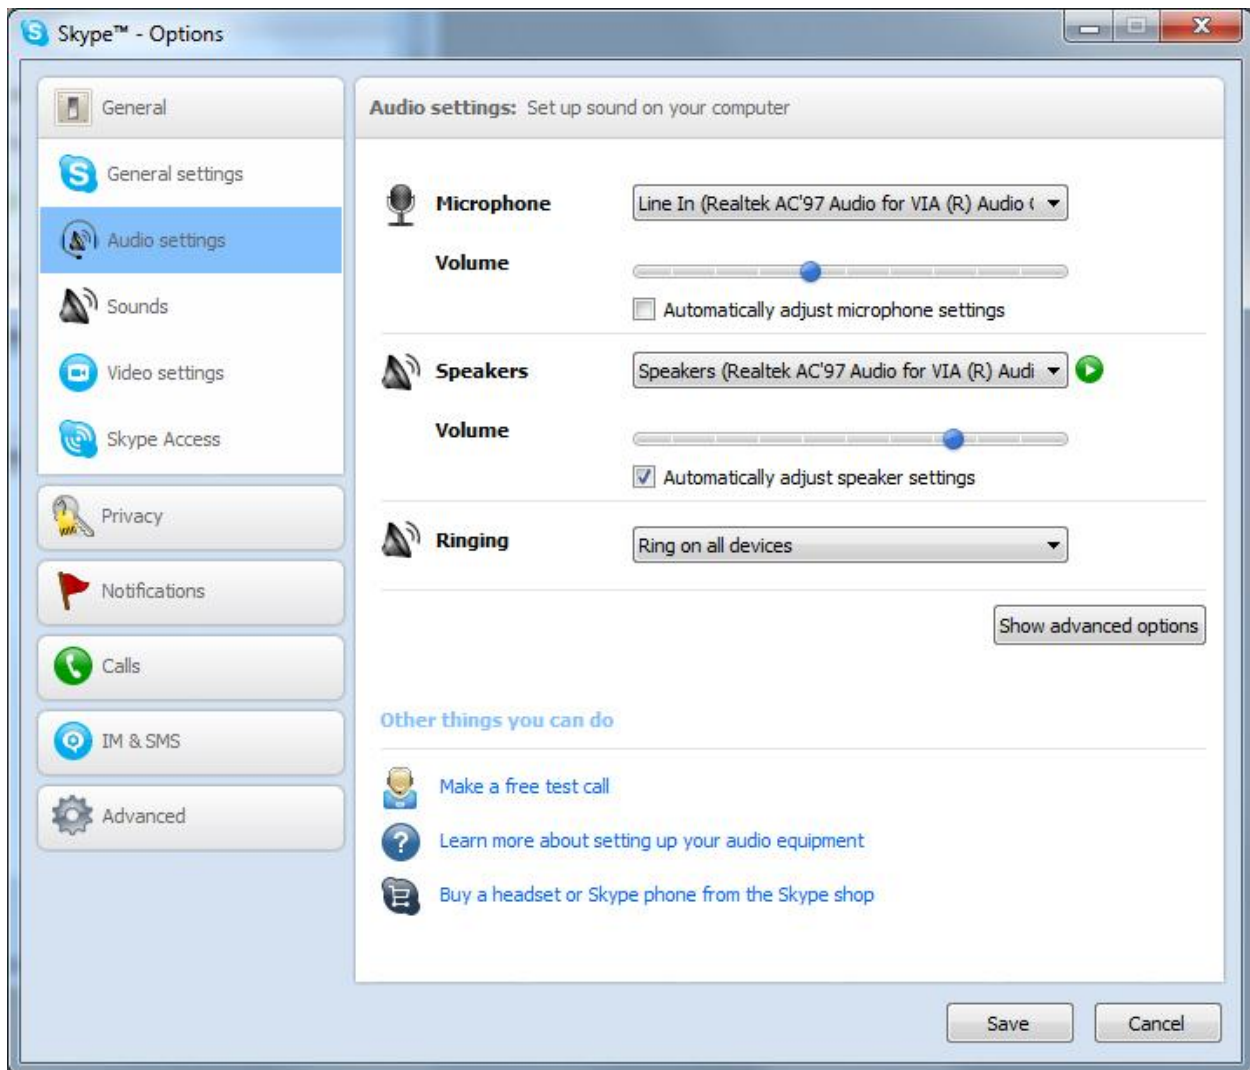 Skype™ - Options
General
General settings
Audio settings
Sounds
Video settings
Skype Access
Privacy
Notifications
Calls
IM & SMS
Advanced
Audio settings: Set up sound on your computer
Microphone
Line In (Realtek AC'97 Audio for VIA (R) Audio
Volume
Automatically adjust microphone settings
Speakers
Speakers (Realtek AC'97 Audio for VIA (R) Audi
Volume
Automatically adjust speaker settings
Ringing
Ring on all devices
Show advanced options
Other things you can do
Make a free test call
Learn more about setting up your audio equipment
Buy a headset or Skype phone from the Skype shop
Save
Cancel